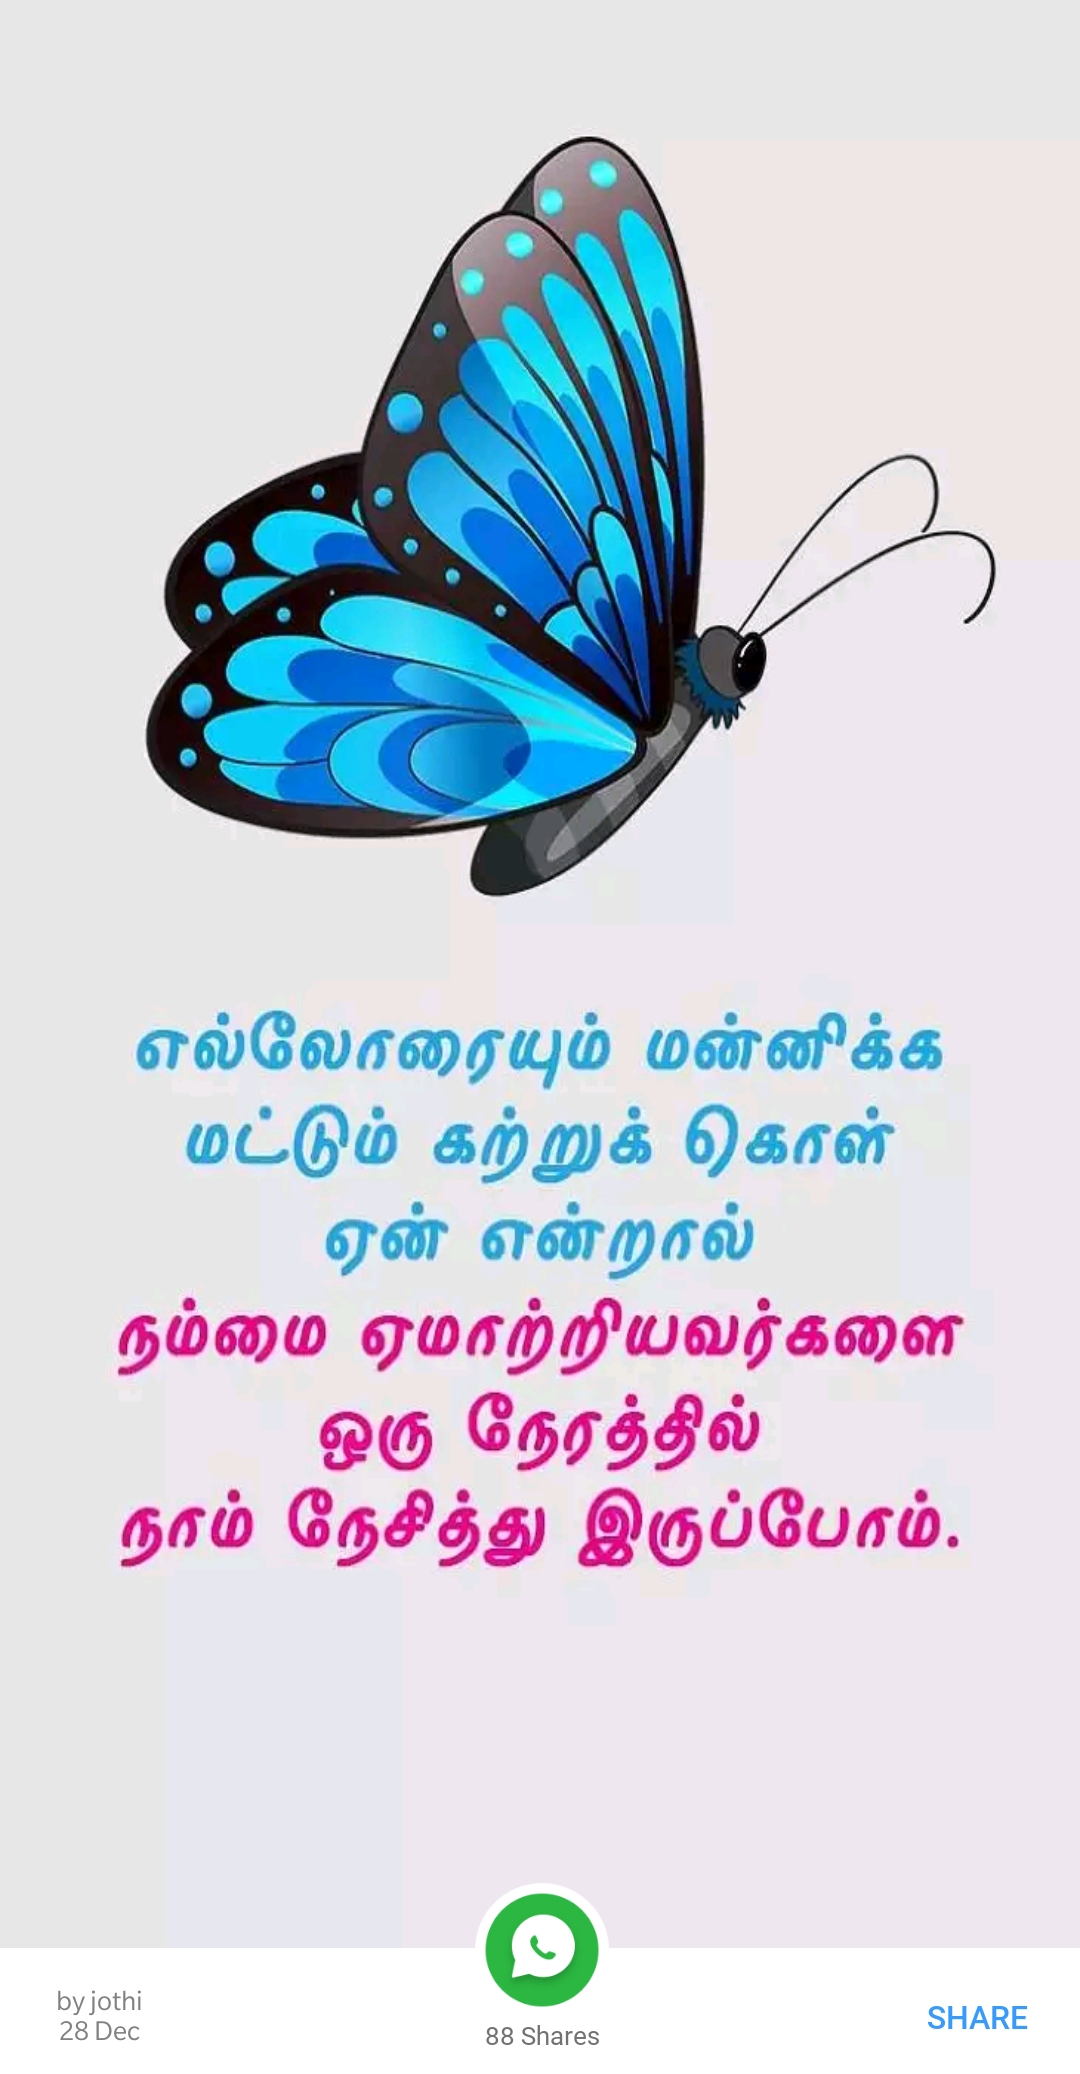 எல்லோரையும் மன்னிக்க
மட்டும் கற்றுக் கொள்
ஏன் என்றால்
நம்மை ஏமாற்றியவர்களை
ஒரு நேரத்தில்
நாம் நேசித்து இருப்போம்.
by jothi
28 Dec
88 Shares
SHARE